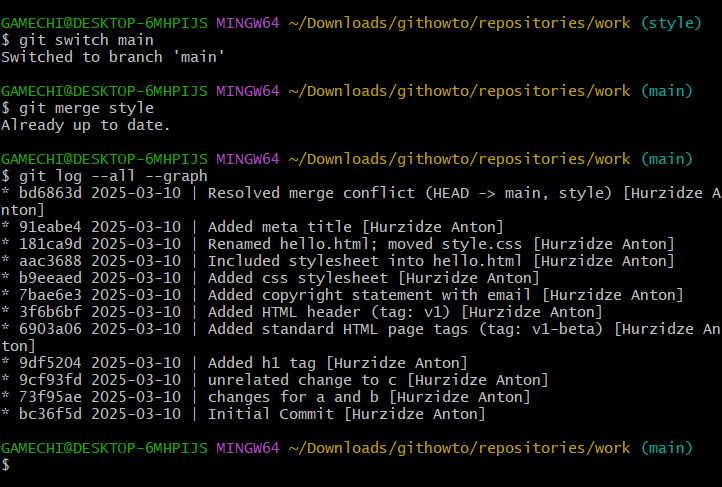 GAMECHI@DESKTOP-6MHPIJS MINGW64 ~/Downloads/githowto/repositories/work (style)
$ git switch main
Switched to branch 'main'
GAMECHI@DESKTOP-6MHPIJS MINGW64 ~/Downloads/githowto/repositories/work (main)
$ git merge style
Already up to date.
GAMECHI@DESKTOP-6MHPIJS MINGW64 ~/Downloads/githowto/repositories/work (main)
$ git log --all --graph
* bd6863d 2025-03-10 | Resolved merge conflict (HEAD -> main, style) [Hurzidze A
nton]
* 91eabe4 2025-03-10 | Added meta title [Hurzidze Anton]
* 181ca9d 2025-03-10 | Renamed hello.html; moved style.css [Hurzidze Anton]
* aac3688 2025-03-10 | Included stylesheet into hello.html [Hurzidze Anton]
* b9eeaed 2025-03-10 | Added css stylesheet [Hurzidze Anton]
* 7bae6e3 2025-03-10 | Added copyright statement with email [Hurzidze Anton]
* 3f6b6bf 2025-03-10 | Added HTML header (tag: v1) [Hurzidze Anton]
* 6903a06 2025-03-10 | Added standard HTML page tags (tag: v1-beta) [Hurzidze An
ton]
* 9df5204 2025-03-10 | Added h1 tag [Hurzidze Anton]
* 9cf93fd 2025-03-10 | unrelated change to c [Hurzidze Anton]
* 73f95ae 2025-03-10 | changes for a and b [Hurzidze Anton]
* bc36f5d 2025-03-10 | Initial Commit [Hurzidze Anton]
GAMECHI@DESKTOP-6MHPIJS MINGW64 ~/Downloads/githowto/repositories/work (main)
$